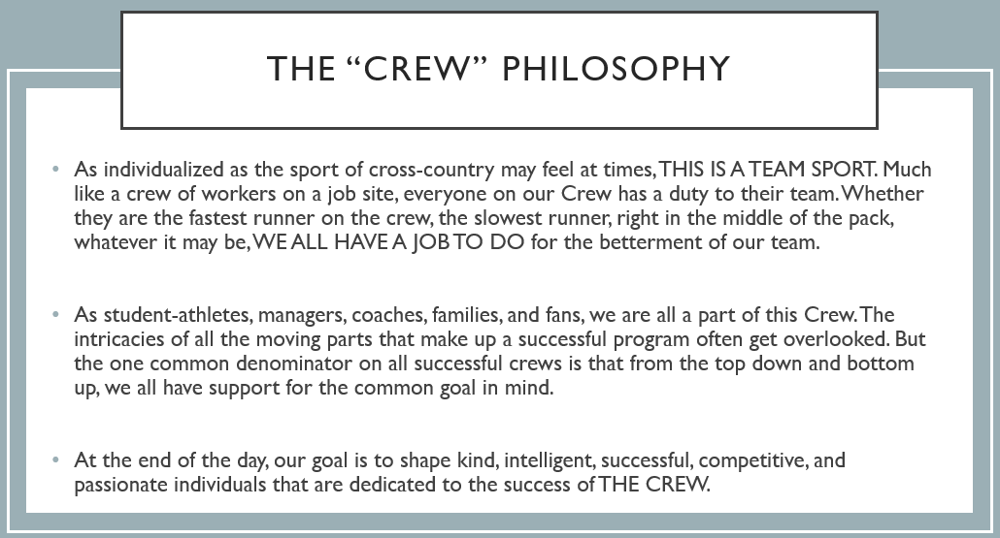 THE “CREW” PHILOSOPHY
• As individualized as the sport of cross-country may feel at times, THIS IS A TEAM SPORT. Much
like a crew of workers on a job site, everyone on our Crew has a duty to their team. Whether
they are the fastest runner on the crew, the slowest runner, right in the middle of the pack,
whatever it may be, WE ALL HAVE A JOB TO DO for the betterment of our team.
• As student-athletes, managers, coaches, families, and fans, we are all a part of this Crew. The
intricacies of all the moving parts that make up a successful program often get overlooked. But
the one common denominator on all successful crews is that from the top down and bottom
up, we all have support for the common goal in mind.
• At the end of the day, our goal is to shape kind, intelligent, successful, competitive, and
passionate individuals that are dedicated to the success of THE CREW.